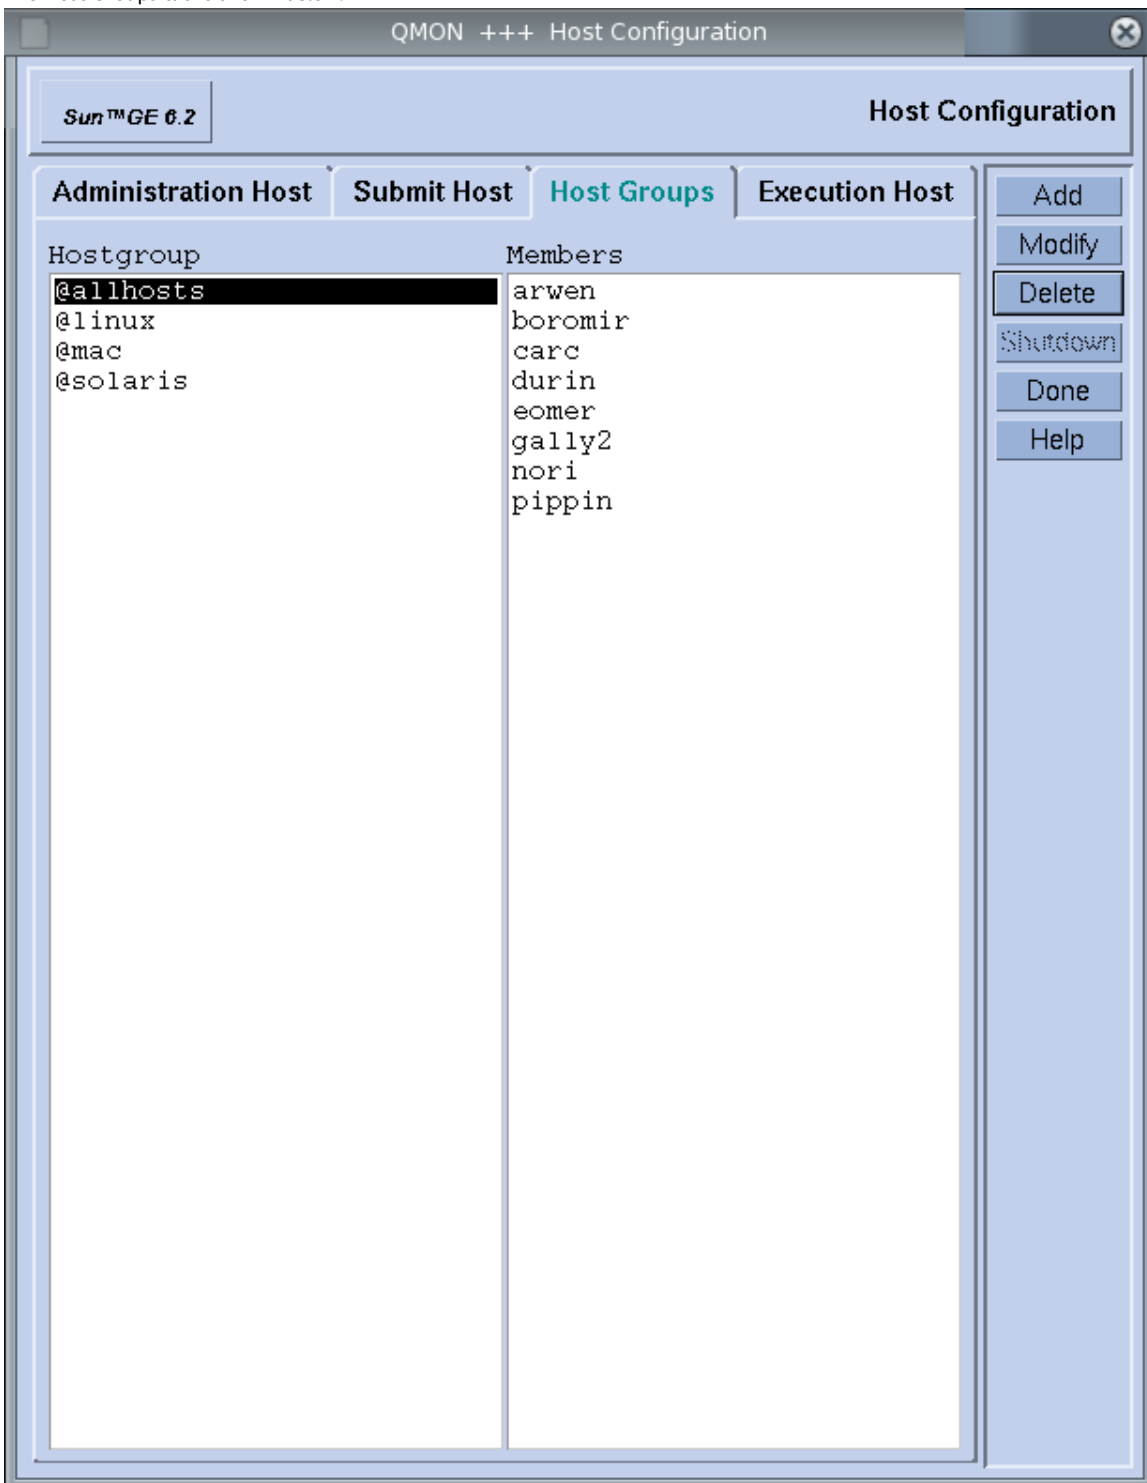 QMON +++ Host Configuration
Sun™GE 6.2
Host Configuration
Administration Host
Submit Host
Host Groups
Execution Host
Hostgroup
@allhosts
@linux
@mac
@solaris
Members
arwen
boromir
carc
durin
eomer
gally2
nori
pippin
Add
Modify
Delete
Shutdown
Done
Help